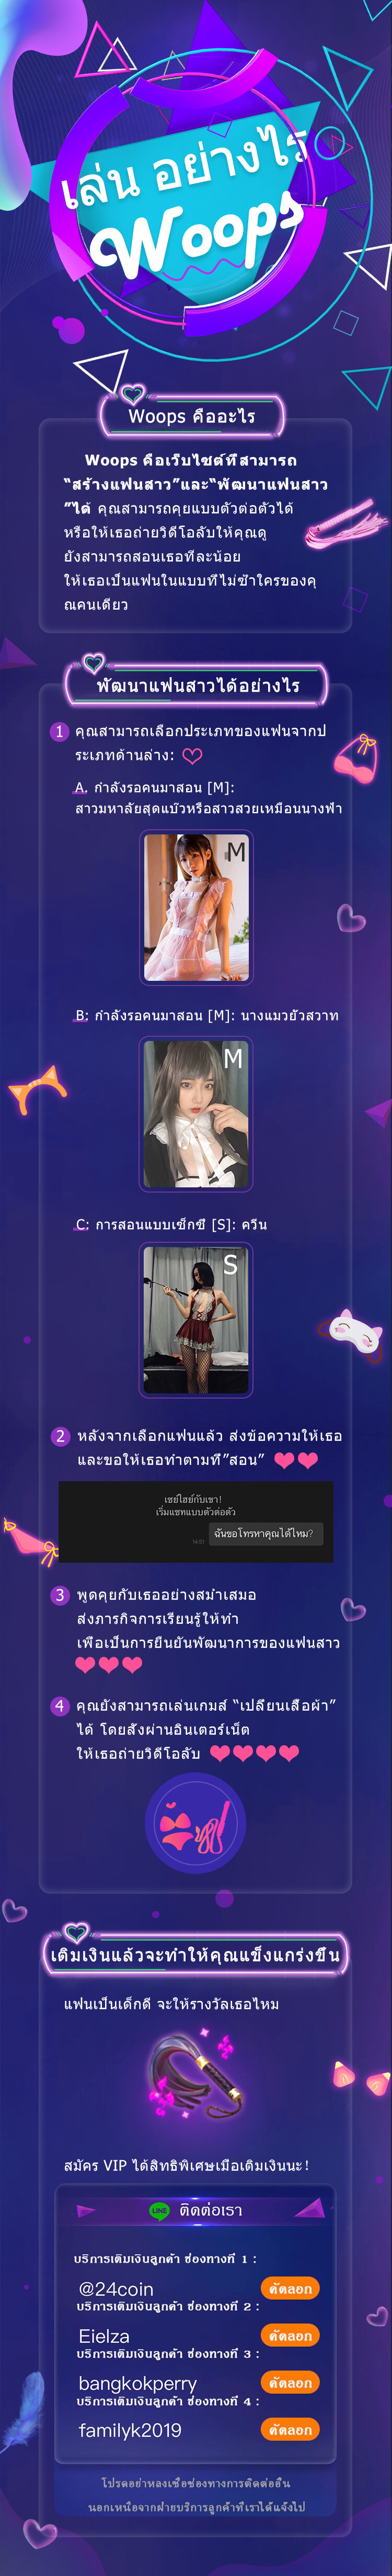 เล่น อย่างไร
Woops
Woops คืออะไร
Woops คือเว็บไซต์ที่สามารถ
“สร้างแฟนสาว”และ“พัฒนาแฟนสาว
”ได้ คุณสามารถคุยแบบตัวต่อตัวได้
หรือให้เธอถ่ายวิดีโอลับให้คุณดู
ยังสามารถสอนเธอทีละน้อย
ให้เธอเป็นแฟนในแบบที่ไม่ซ้ำใครของคุ
ณคนเดียว
พัฒนาแฟนสาวได้อย่างไร
1 คุณสามารถเลือกประเภทของแฟนจากป
ระเภทด้านล่าง:
A. กำลังรอคนมาสอน [M]:
สาวมหาลัยสุดแบ๊วหรือสาวสวยเหมือนนางฟ้า
M
B: กำลังรอคนมาสอน [M]: นางแมวยั่วสวาท
M
C: การสอนแบบเซ็กซี่ [S]: ควีน
S
2 หลังจากเลือกแฟนแล้ว ส่งข้อความให้เธอ
และขอให้เธอทำตามที่”สอน”
เซย์ไฮย์กับเขา!
เริ่มแชทแบบตัวต่อตัว
ฉันขอโทรหาคุณได้ไหม?
14:51
3 พูดคุยกับเธออย่างสม่ำเสมอ
ส่งภารกิจการเรียนรู้ให้ทำ
เพื่อเป็นการยืนยันพัฒนาการของแฟนสาว
4 คุณยังสามารถเล่นเกมส์ “เปลี่ยนเสื้อผ้า”
ได้ โดยสั่งผ่านอินเตอร์เน็ต
ให้เธอถ่ายวิดีโอลับ
เติมเงินแล้วจะทำให้คุณแข็งแกร่งขึ้น
แฟนเป็นเด็กดี จะให้รางวัลเธอไหม
สมัคร VIP ได้สิทธิพิเศษเมื่อเติมเงินนะ!
LINE ติดต่อเรา
บริการเติมเงินลูกค้า ช่องทางที่ 1 :
@24coin คัดลอก
บริการเติมเงินลูกค้า ช่องทางที่ 2 :
Eielza คัดลอก
บริการเติมเงินลูกค้า ช่องทางที่ 3 :
bangkokperry คัดลอก
บริการเติมเงินลูกค้า ช่องทางที่ 4 :
familyk2019 คัดลอก
โปรดอย่าหลงเชื่อช่องทางการติดต่ออื่น
นอกเหนือจากฝ่ายบริการลูกค้าที่เราได้แจ้งไป